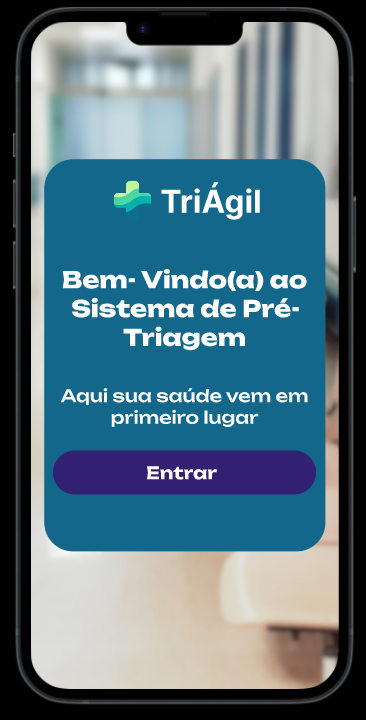 TriÁgil
Bem- Vindo(a) ao
Sistema de Pré-
Triagem
Aqui sua saúde vem em
primeiro lugar
Entrar